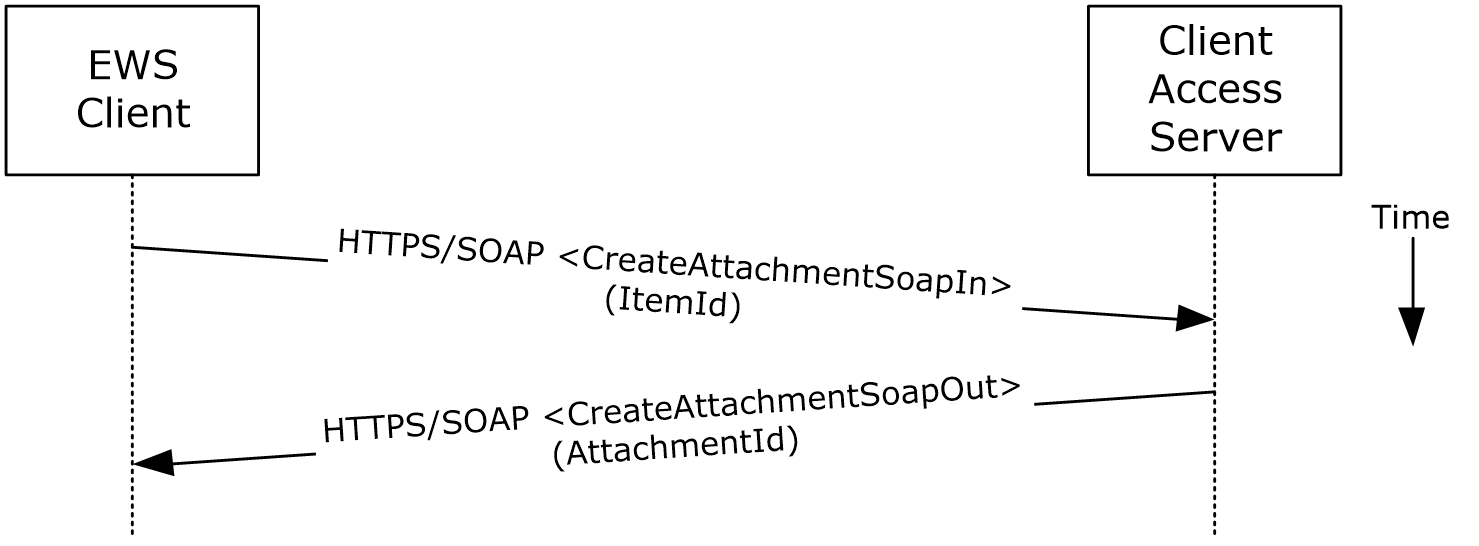 EWS
Client
Client
Access
Server
Time
HTTPS/SOAP <CreateAttachmentSoapIn>
(ItemId)
HTTPS/SOAP <CreateAttachmentSoapOut>
(AttachmentId)